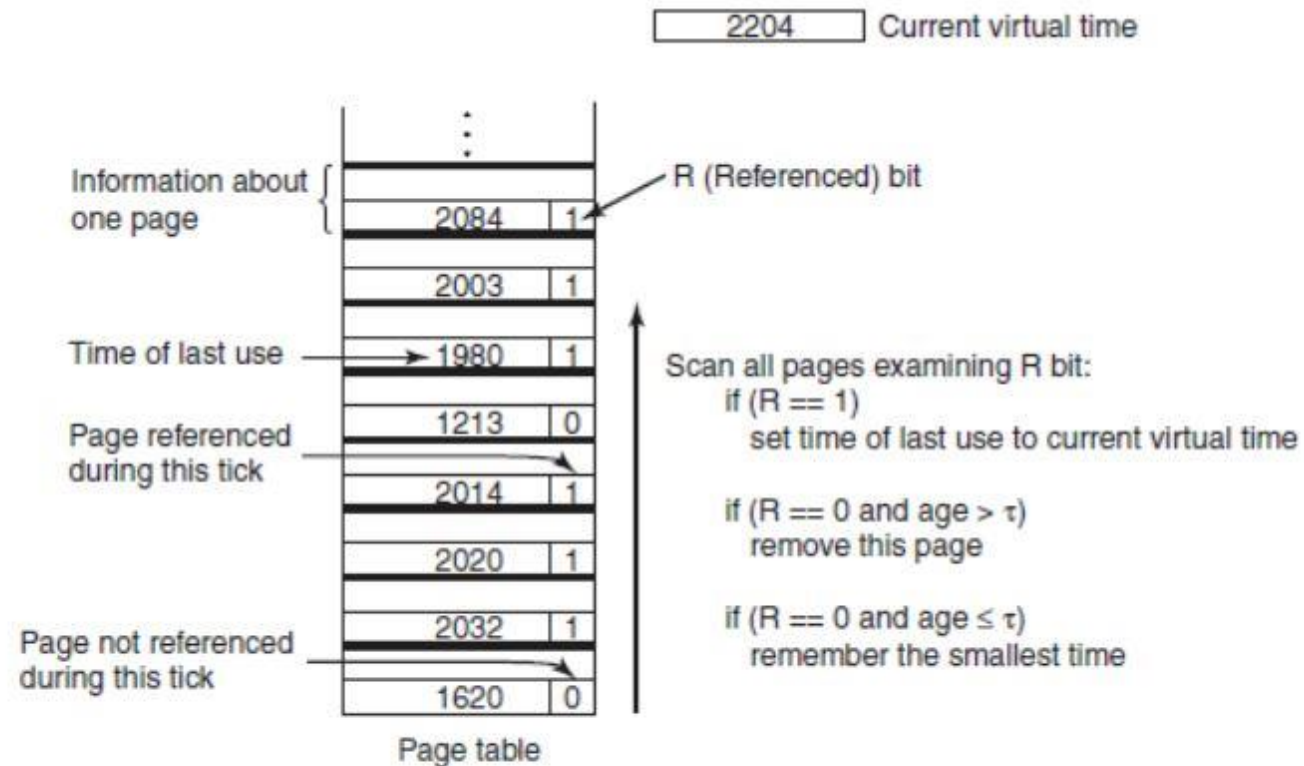 2204 Current virtual time
Information about
one page
R (Referenced) bit
2084 1
2003 1
Time of last use
1980 1
1213 0
Page referenced
during this tick
2014 1
2020 1
2032 1
Page not referenced
during this tick
1620 0
Page table
Scan all pages examining R bit:
if (R == 1)
set time of last use to current virtual time
if (R == 0 and age > τ)
remove this page
if (R == 0 and age ≤ τ)
remember the smallest time